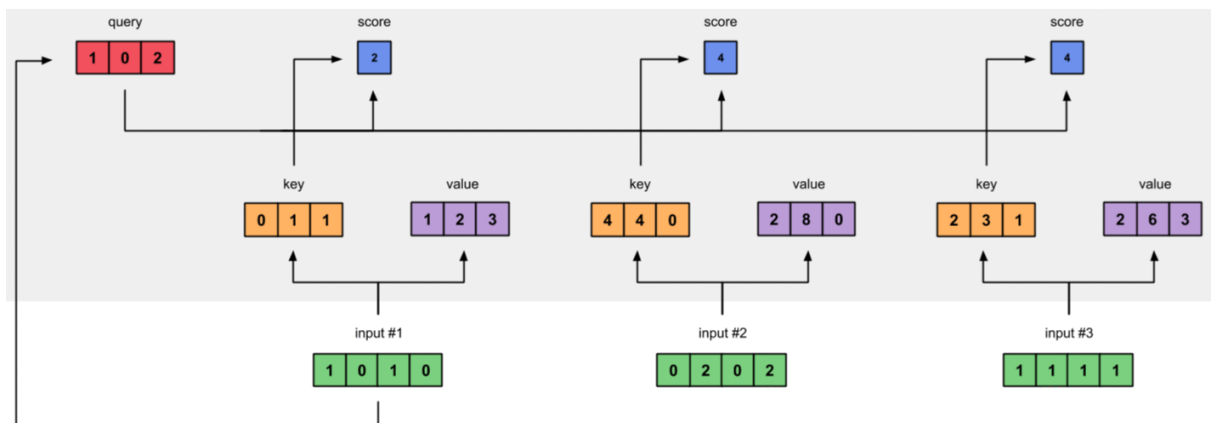 query score score score
1 0 2 2 4 4
key value key value key value
0 1 1 1 2 3 4 4 0 2 8 0 2 3 1 2 6 3
input #1 input #2 input #3
1 0 1 0 0 2 0 2 1 1 1 1